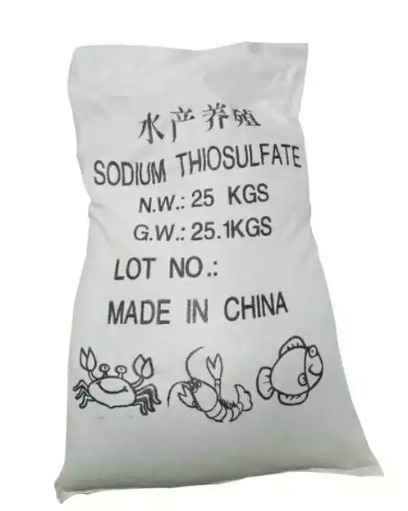 水产养殖
SODIUM THIOSULFATE
N.W.: 25 KGS
G.W.: 25.1KGS
LOT NO.:
MADE IN CHINA